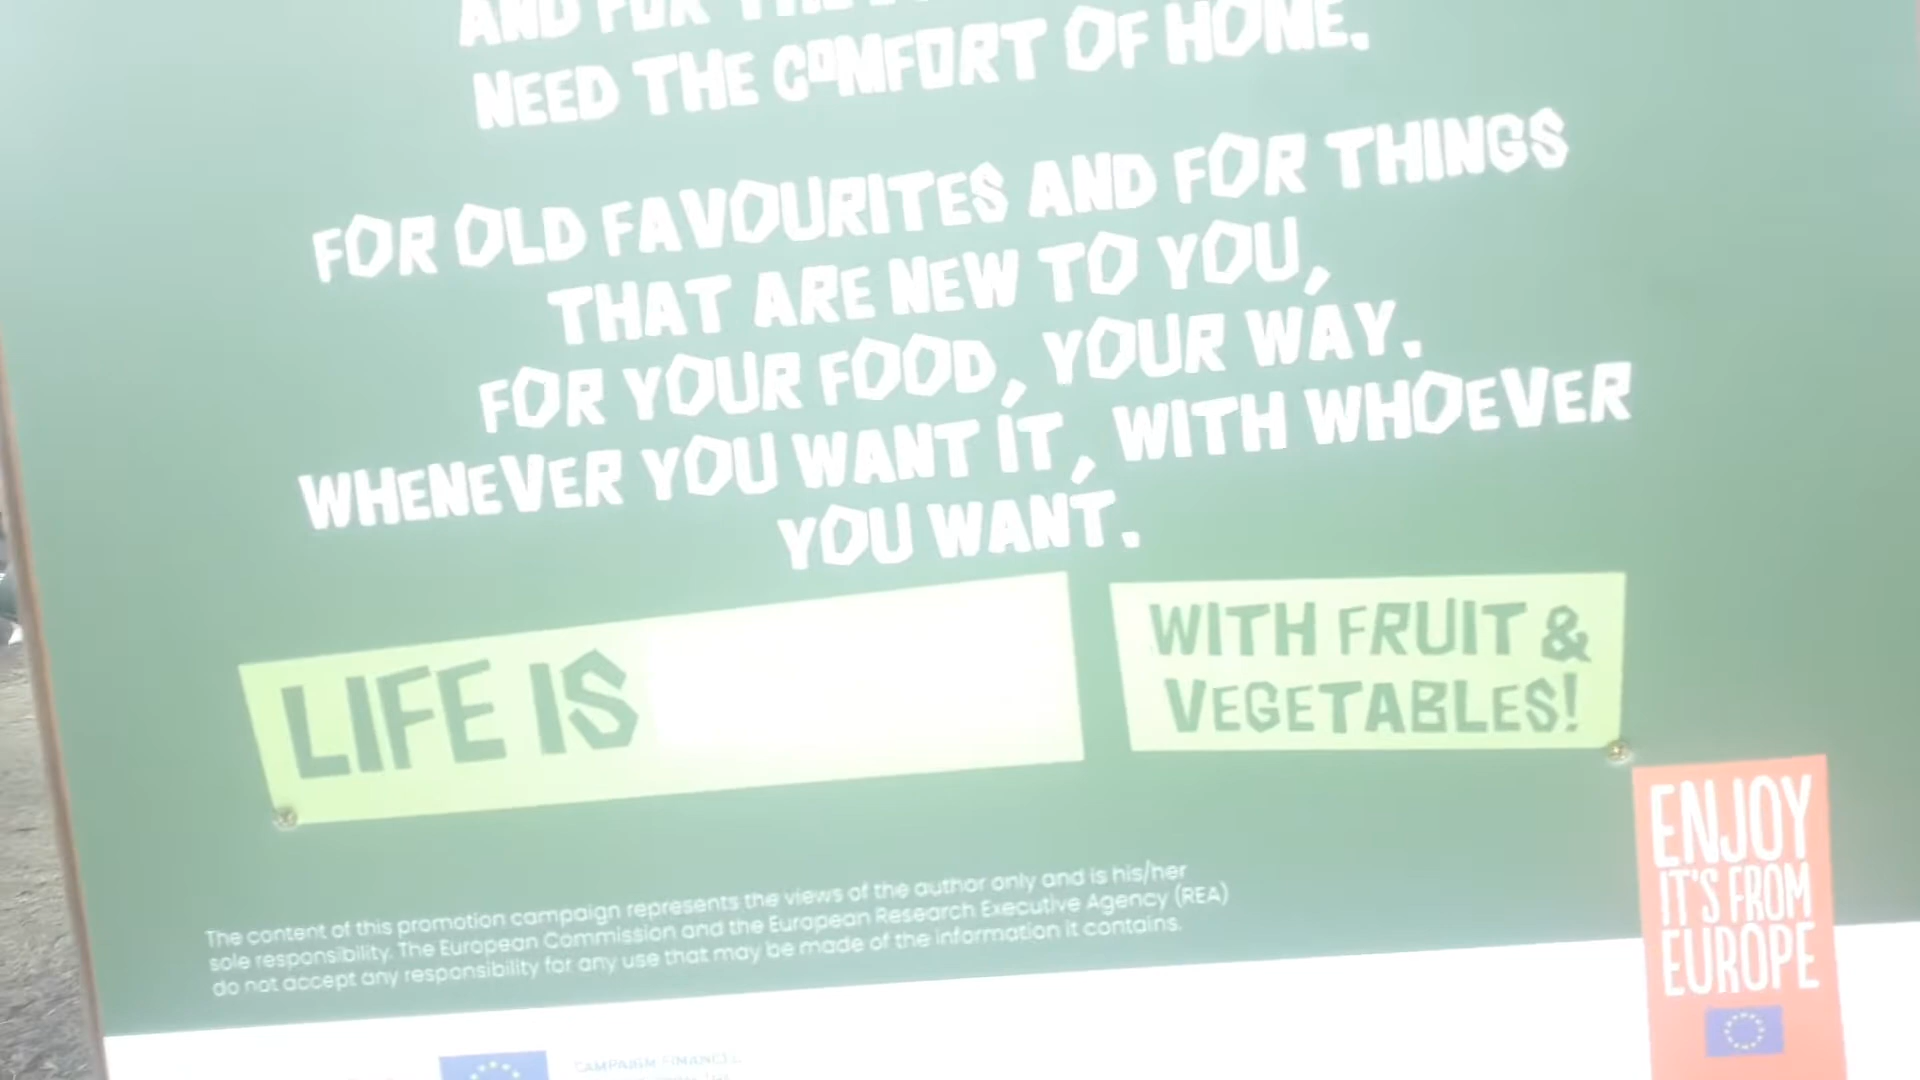 AND FOR THE
NEED THE COMFORT OF HOME.
FOR OLD FAVOURITES AND FOR THINGS
THAT ARE NEW TO YOU,
FOR YOUR FOOD, YOUR WAY.
WHENEVER YOU WANT IT, WITH WHOEVER
YOU WANT.
LIFE IS
WITH FRUIT &
VEGETABLES!
The content of this promotion campaign represents the views of the author only and is his/her
sole responsibility. The European Commission and the European Research Executive Agency (REA)
do not accept any responsibility for any use that may be made of the information it contains.
ENJOY
IT'S FROM
EUROPE
CAMPAIGN